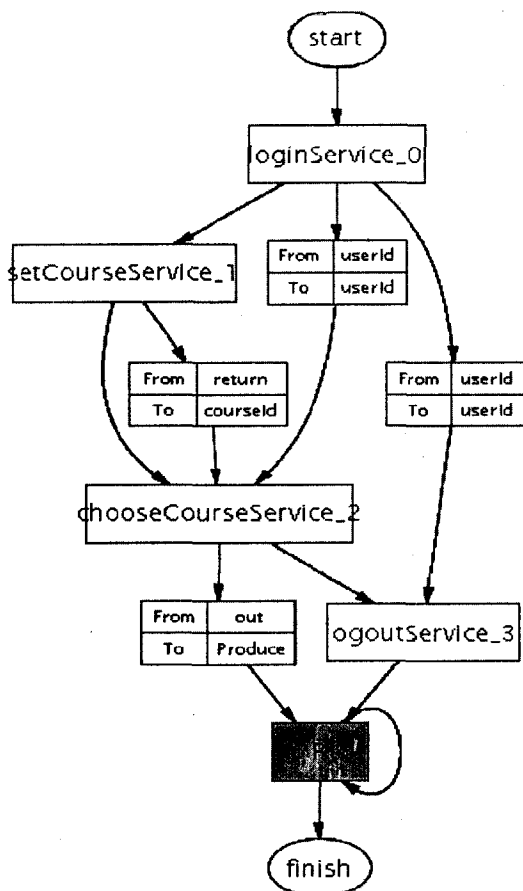 start
loginService_0
From userId
To userId
setCourseService_1
From return
To courseId
From userId
To userId
chooseCourseService_2
From out
To Produce
ogoutService_3
finish